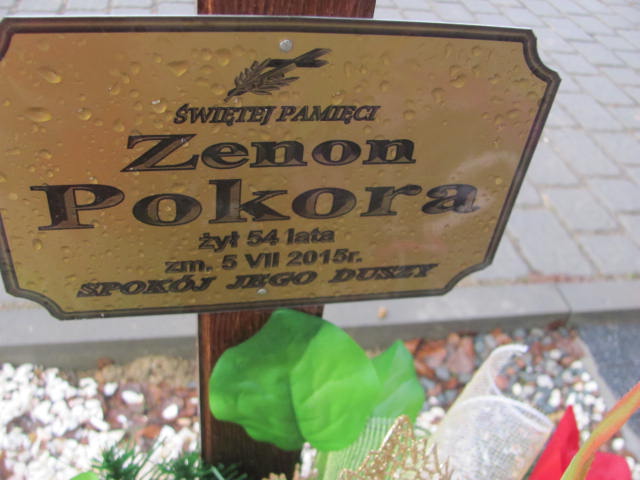 ŚWIĘTEJ PAMIĘCI
Zenon
Pokora
żył 54 lata
zm. 5 VII 2015r.
SPOKÓJ JEGO DUSZY